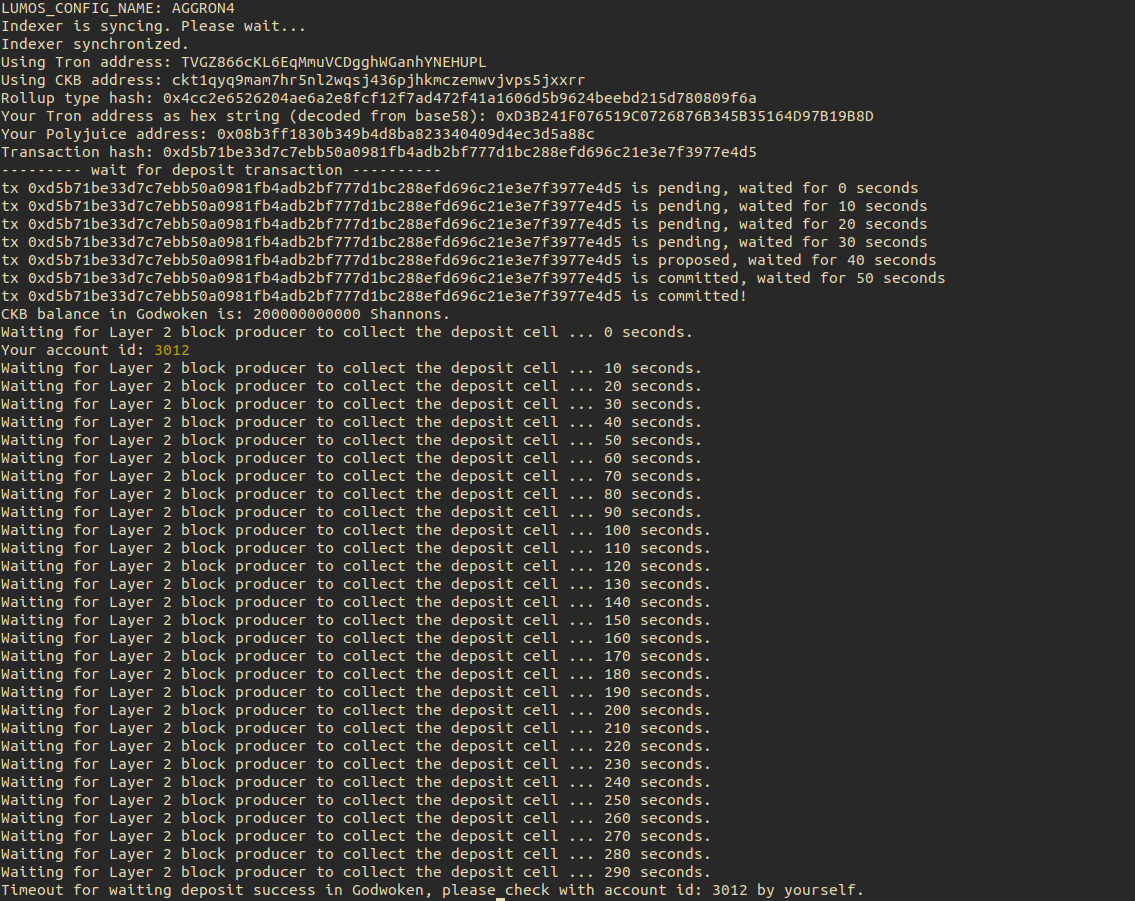 LUMOS_CONFIG_NAME: AGGRON4
Indexer is syncing. Please wait...
Indexer synchronized.
Using Tron address: TVGZ866cKL6EqMmuVCDgghWGanhYNEHUPL
Using CKB address: ckt1qyq9mam7hr5nl2wqsj436pjhkmczemwvjvps5jxxrr
Rollup type hash: 0x4cc2e6526204ae6a2e8fcf12f7ad472f41a1606d5b9624beebd215d780809f6a
Your Tron address as hex string (decoded from base58): 0xD3B241F076519C0726876B345B35164D97B19B8D
Your Polyjuice address: 0x08b3ff1830b349b4d8ba823340409d4ec3d5a88c
Transaction hash: 0xd5b71be33d7c7ebb50a0981fb4adb2bf777d1bc288efd696c21e3e7f3977e4d5
--------- wait for deposit transaction ----------
tx 0xd5b71be33d7c7ebb50a0981fb4adb2bf777d1bc288efd696c21e3e7f3977e4d5 is pending, waited for 0 seconds
tx 0xd5b71be33d7c7ebb50a0981fb4adb2bf777d1bc288efd696c21e3e7f3977e4d5 is pending, waited for 10 seconds
tx 0xd5b71be33d7c7ebb50a0981fb4adb2bf777d1bc288efd696c21e3e7f3977e4d5 is pending, waited for 20 seconds
tx 0xd5b71be33d7c7ebb50a0981fb4adb2bf777d1bc288efd696c21e3e7f3977e4d5 is pending, waited for 30 seconds
tx 0xd5b71be33d7c7ebb50a0981fb4adb2bf777d1bc288efd696c21e3e7f3977e4d5 is proposed, waited for 40 seconds
tx 0xd5b71be33d7c7ebb50a0981fb4adb2bf777d1bc288efd696c21e3e7f3977e4d5 is committed, waited for 50 seconds
tx 0xd5b71be33d7c7ebb50a0981fb4adb2bf777d1bc288efd696c21e3e7f3977e4d5 is committed!
CKB balance in Godwoken is: 200000000000 Shannons.
Waiting for Layer 2 block producer to collect the deposit cell ... 0 seconds.
Your account id: 3012
Waiting for Layer 2 block producer to collect the deposit cell ... 10 seconds.
Waiting for Layer 2 block producer to collect the deposit cell ... 20 seconds.
Waiting for Layer 2 block producer to collect the deposit cell ... 30 seconds.
Waiting for Layer 2 block producer to collect the deposit cell ... 40 seconds.
Waiting for Layer 2 block producer to collect the deposit cell ... 50 seconds.
Waiting for Layer 2 block producer to collect the deposit cell ... 60 seconds.
Waiting for Layer 2 block producer to collect the deposit cell ... 70 seconds.
Waiting for Layer 2 block producer to collect the deposit cell ... 80 seconds.
Waiting for Layer 2 block producer to collect the deposit cell ... 90 seconds.
Waiting for Layer 2 block producer to collect the deposit cell ... 100 seconds.
Waiting for Layer 2 block producer to collect the deposit cell ... 110 seconds.
Waiting for Layer 2 block producer to collect the deposit cell ... 120 seconds.
Waiting for Layer 2 block producer to collect the deposit cell ... 130 seconds.
Waiting for Layer 2 block producer to collect the deposit cell ... 140 seconds.
Waiting for Layer 2 block producer to collect the deposit cell ... 150 seconds.
Waiting for Layer 2 block producer to collect the deposit cell ... 160 seconds.
Waiting for Layer 2 block producer to collect the deposit cell ... 170 seconds.
Waiting for Layer 2 block producer to collect the deposit cell ... 180 seconds.
Waiting for Layer 2 block producer to collect the deposit cell ... 190 seconds.
Waiting for Layer 2 block producer to collect the deposit cell ... 200 seconds.
Waiting for Layer 2 block producer to collect the deposit cell ... 210 seconds.
Waiting for Layer 2 block producer to collect the deposit cell ... 220 seconds.
Waiting for Layer 2 block producer to collect the deposit cell ... 230 seconds.
Waiting for Layer 2 block producer to collect the deposit cell ... 240 seconds.
Waiting for Layer 2 block producer to collect the deposit cell ... 250 seconds.
Waiting for Layer 2 block producer to collect the deposit cell ... 260 seconds.
Waiting for Layer 2 block producer to collect the deposit cell ... 270 seconds.
Waiting for Layer 2 block producer to collect the deposit cell ... 280 seconds.
Waiting for Layer 2 block producer to collect the deposit cell ... 290 seconds.
Timeout for waiting deposit success in Godwoken, please check with account id: 3012 by yourself.